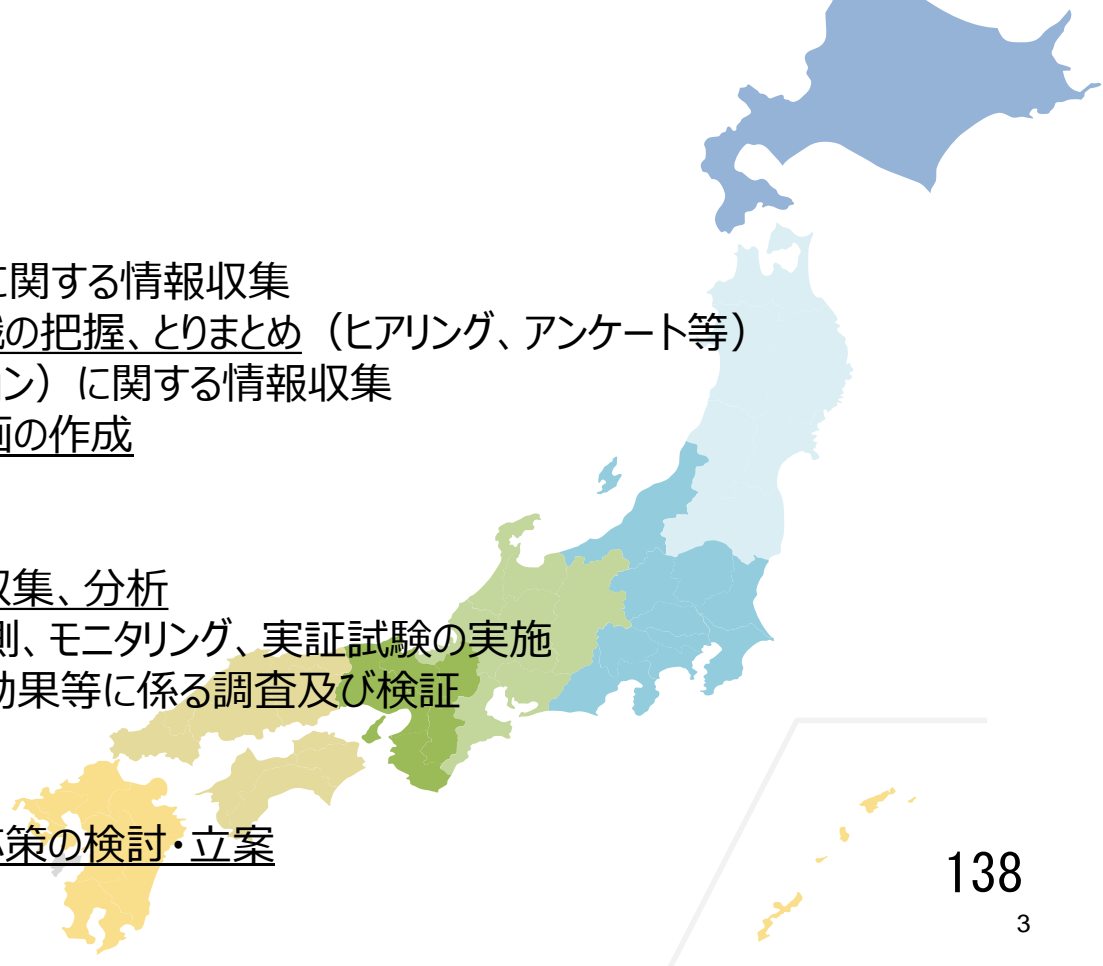 に関する情報収集
の把握、とりまとめ（ヒアリング、アンケート等）
ン）に関する情報収集
画の作成
収集、分析
測、モニタリング、実証試験の実施
効果等に係る調査及び検証
策の検討・立案
138
3